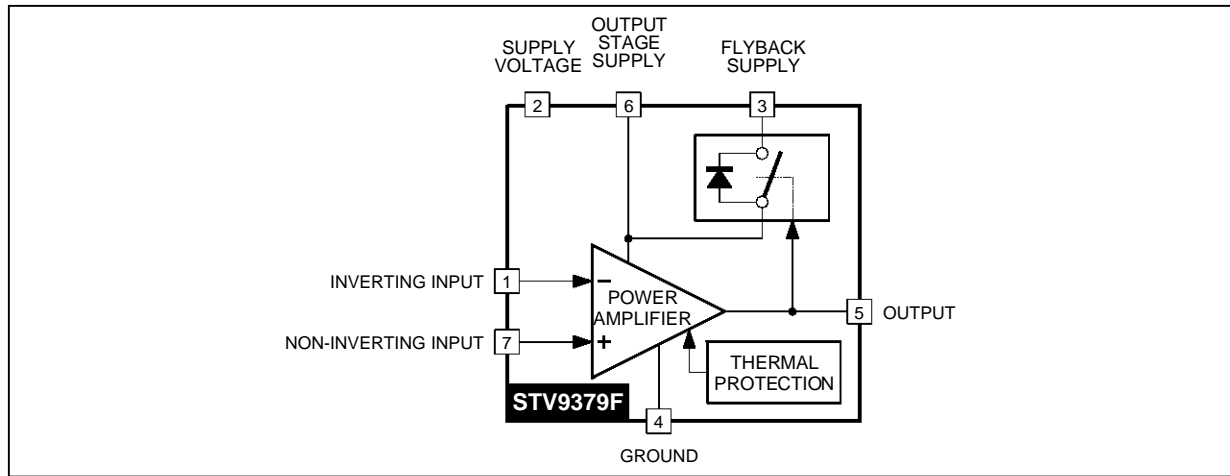 OUTPUT
STAGE
SUPPLY
SUPPLY
VOLTAGE
FLYBACK
SUPPLY
2
6
3
INVERTING INPUT
1
−
POWER
AMPLIFIER
5
OUTPUT
NON-INVERTING INPUT
7
+
THERMAL
PROTECTION
STV9379F
4
GROUND